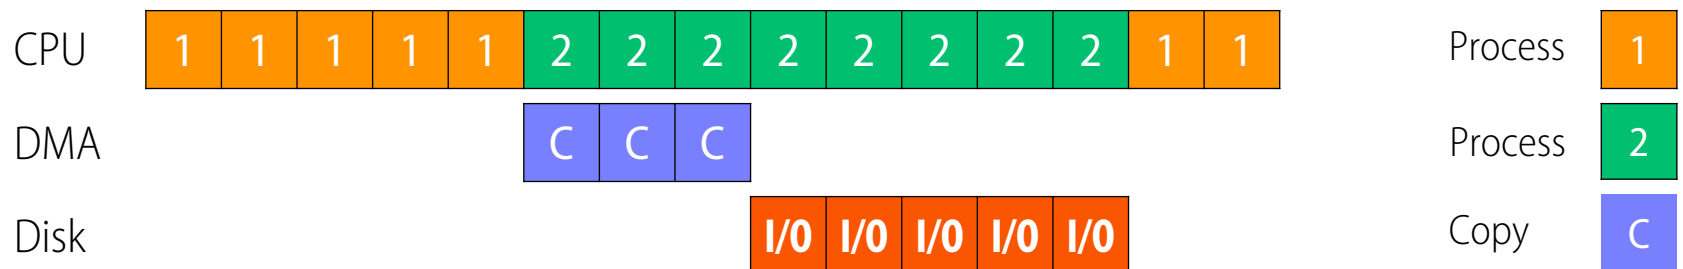 CPU 1 1 1 1 1 2 2 2 2 2 2 2 2 1 1 Process 1
DMA C C C Process 2
Disk I/O I/O I/O I/O I/O Copy C